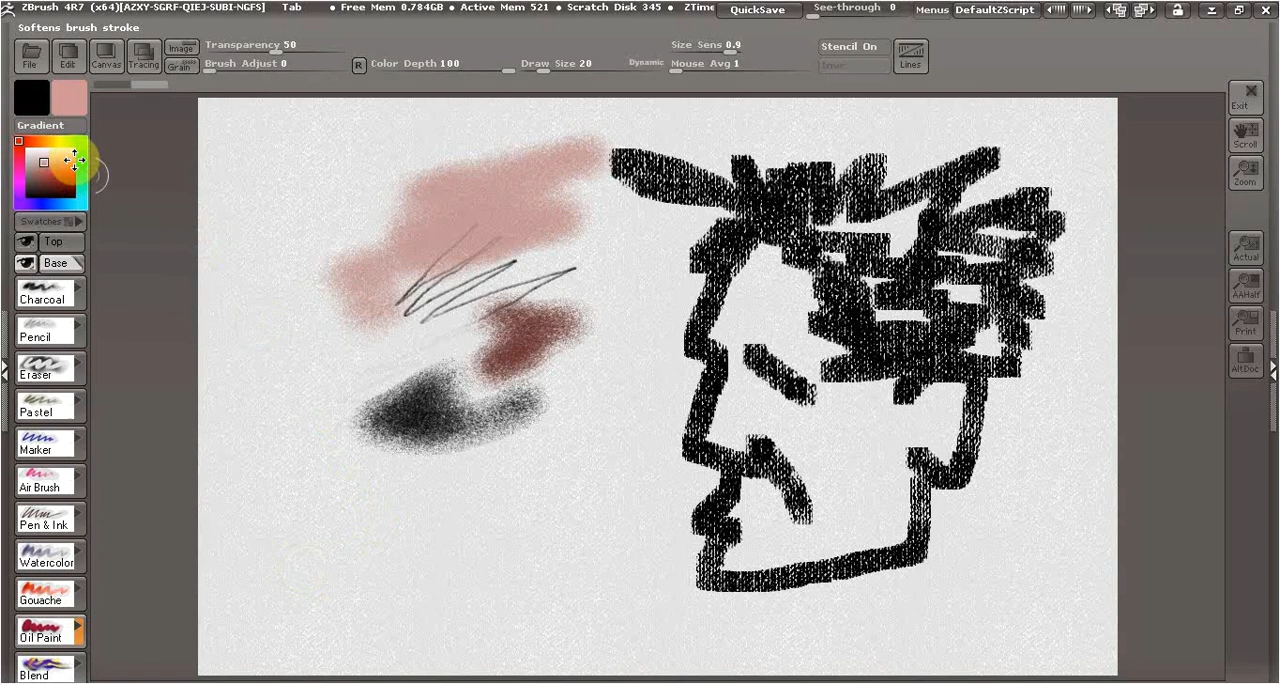 ZBrush 4R7 (x64)[AZXY-SGRF-QIEJ-SUBI-NGFS] Tab • Free Mem 0.784GB • Active Mem 521 • Scratch Disk 345 • ZTime QuickSave See-through 0 Menus DefaultZScript
Softens brush stroke
File Edit Canvas Tracing Image Grain
Transparency 50
Brush Adjust 0
R
Color Depth 100
Draw Size 20
Dynamic
Size Sens 0.9
Mouse Avg 1
Stencil On
Invr
Lines
Gradient
Swatches
Top
Base
Charcoal
Pencil
Eraser
Pastel
Marker
Air Brush
Pen & Ink
Watercolor
Gouache
Oil Paint
Blend
Exit
Scroll
Zoom
Actual
AAHalf
Print
AltDoc